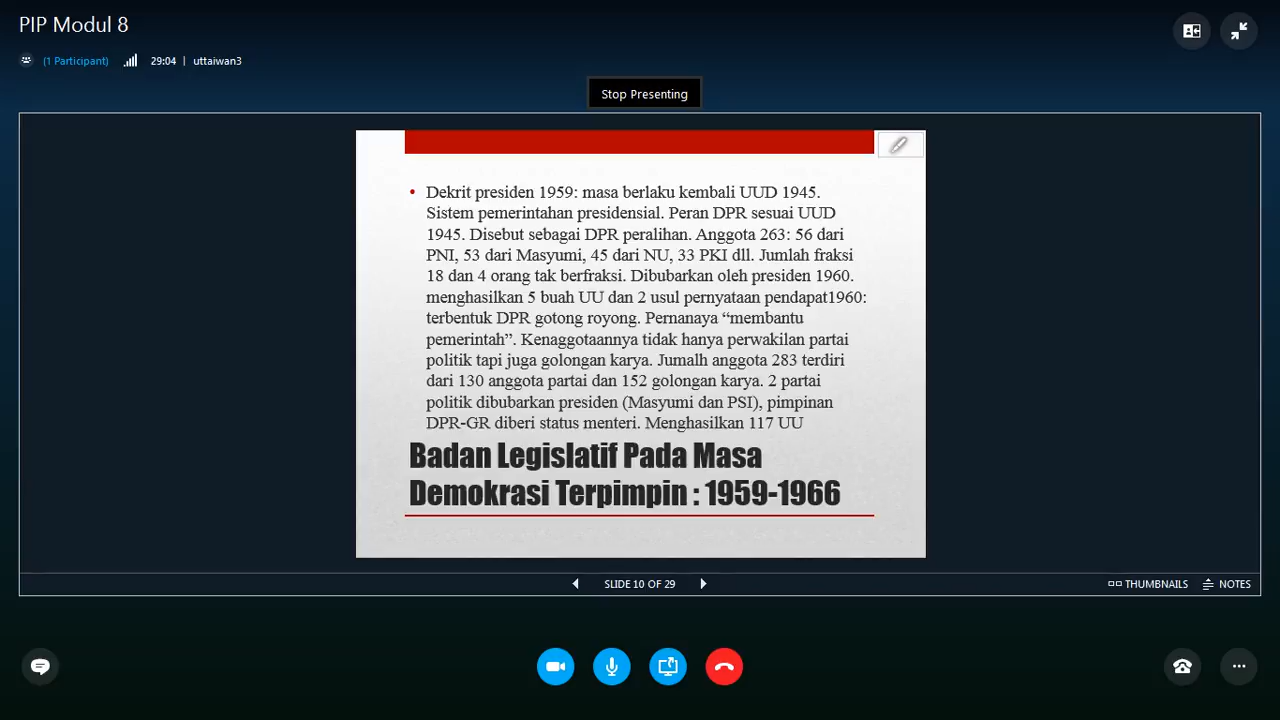 PIP Modul 8
(1 Participant) 29:04 | uttaiwan3
Stop Presenting
• Dekrit presiden 1959: masa berlaku kembali UUD 1945.
Sistem pemerintahan presidensial. Peran DPR sesuai UUD
1945. Disebut sebagai DPR peralihan. Anggota 263: 56 dari
PNI, 53 dari Masyumi, 45 dari NU, 33 PKI dll. Jumlah fraksi
18 dan 4 orang tak berfraksi. Dibubarkan oleh presiden 1960.
menghasilkan 5 buah UU dan 2 usul pernyataan pendapat1960:
terbentuk DPR gotong royong. Pernanaya “membantu
pemerintah”. Kenaggotaannya tidak hanya perwakilan partai
politik tapi juga golongan karya. Jumalh anggota 283 terdiri
dari 130 anggota partai dan 152 golongan karya. 2 partai
politik dibubarkan presiden (Masyumi dan PSI), pimpinan
DPR-GR diberi status menteri. Menghasilkan 117 UU
Badan Legislatif Pada Masa
Demokrasi Terpimpin : 1959-1966
SLIDE 10 OF 29
THUMBNAILS
NOTES